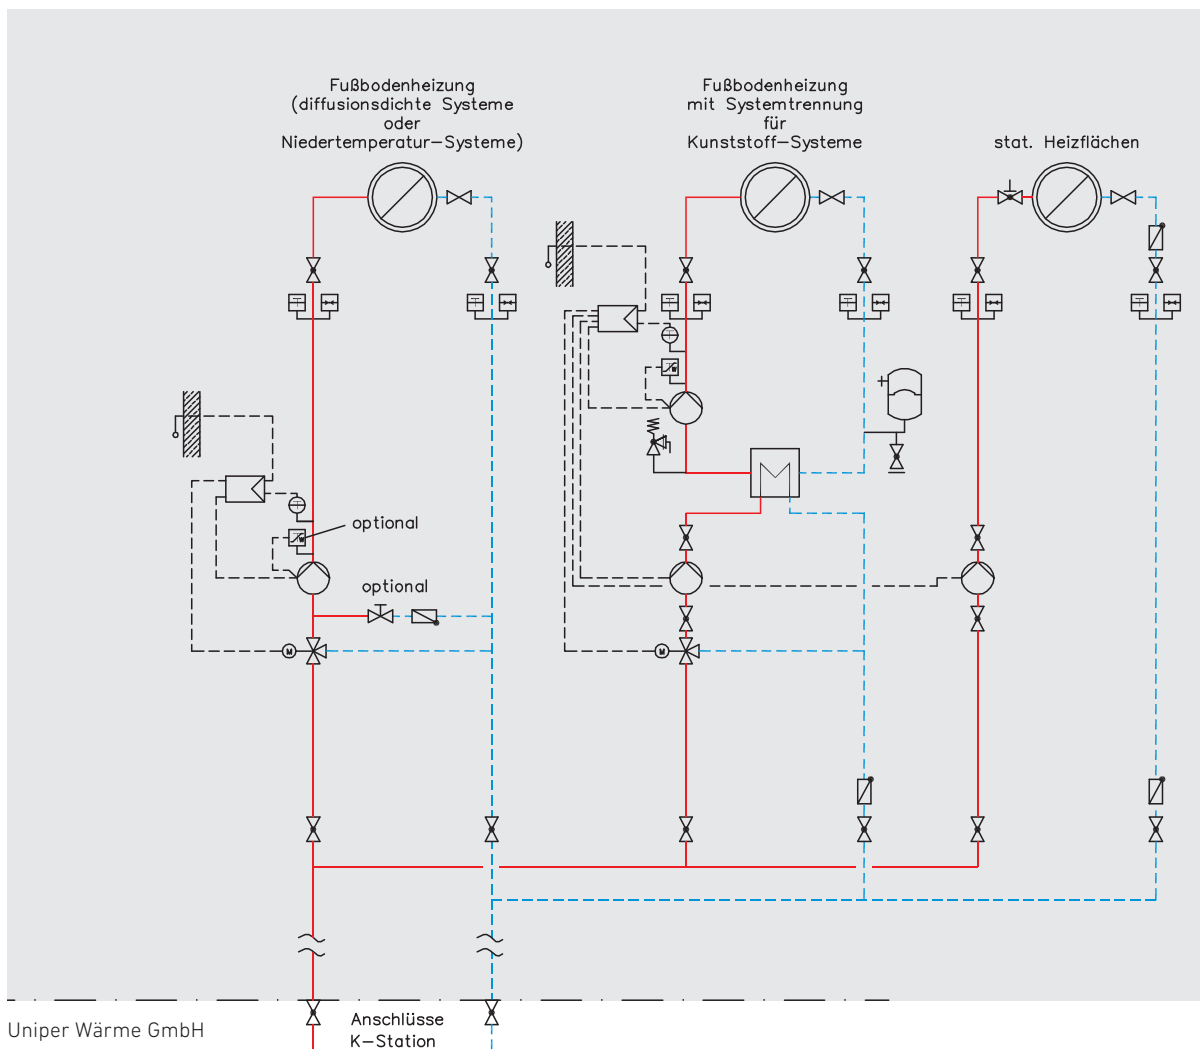 Fußbodenheizung
(diffusionsdichte Systeme
oder
Niedertemperatur–Systeme)
Fußbodenheizung
mit Systemtrennung
für
Kunststoff–Systeme
stat. Heizflächen
optional
optional
M
M
Anschlüsse
K–Station
Uniper Wärme GmbH